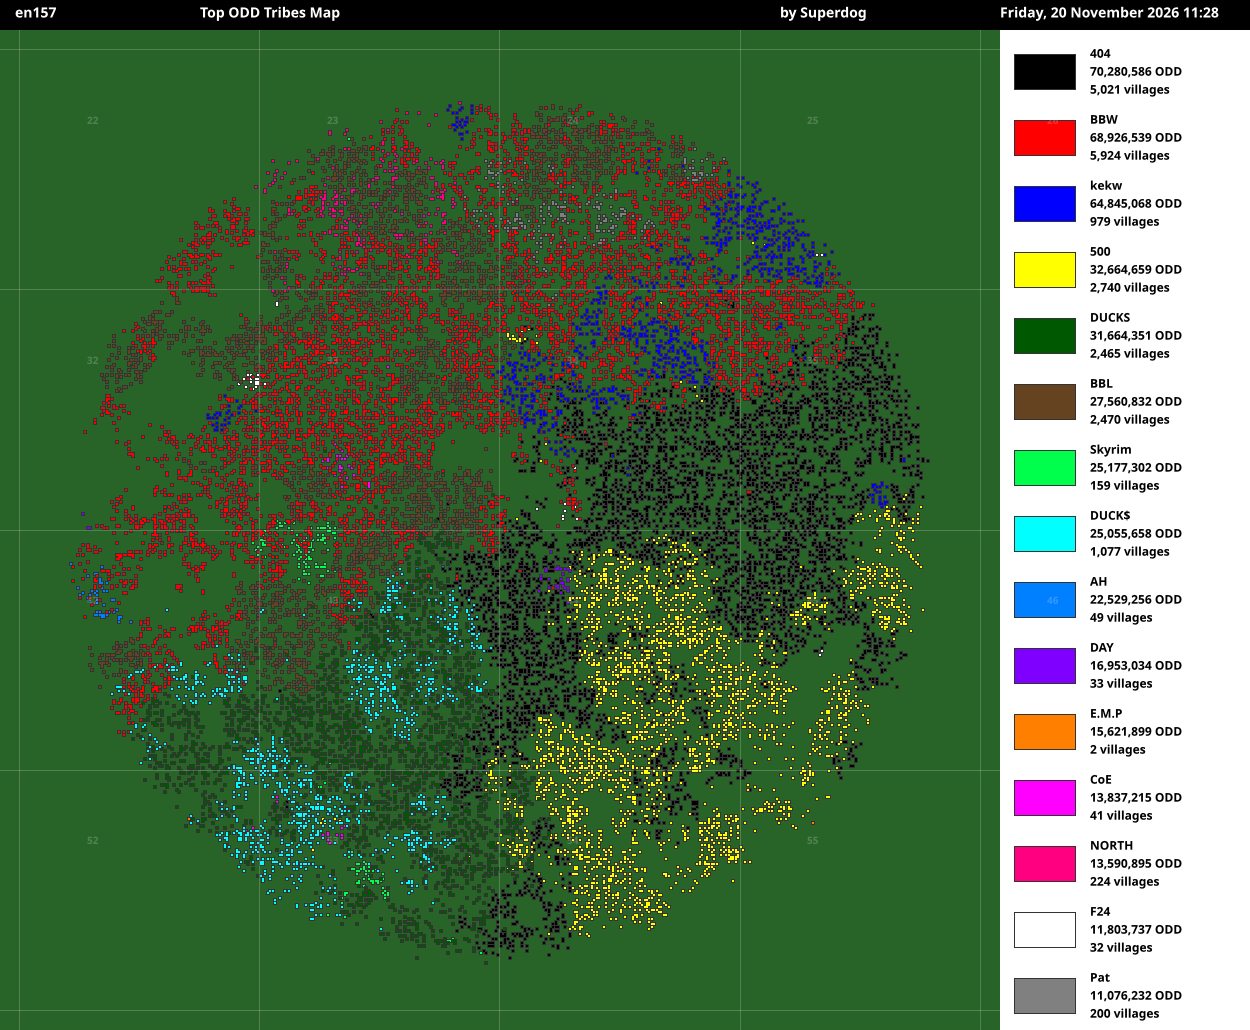 en157 Top ODD Tribes Map by Superdog Friday, 20 November 2026 11:28
22 23 24 25 26
32
42 46
52 55
404
70,280,586 ODD
5,021 villages
BBW
68,926,539 ODD
5,924 villages
kekw
64,845,068 ODD
979 villages
500
32,664,659 ODD
2,740 villages
DUCKS
31,664,351 ODD
2,465 villages
BBL
27,560,832 ODD
2,470 villages
Skyrim
25,177,302 ODD
159 villages
DUCK$
25,055,658 ODD
1,077 villages
AH
22,529,256 ODD
49 villages
DAY
16,953,034 ODD
33 villages
E.M.P
15,621,899 ODD
2 villages
CoE
13,837,215 ODD
41 villages
NORTH
13,590,895 ODD
224 villages
F24
11,803,737 ODD
32 villages
Pat
11,076,232 ODD
200 villages